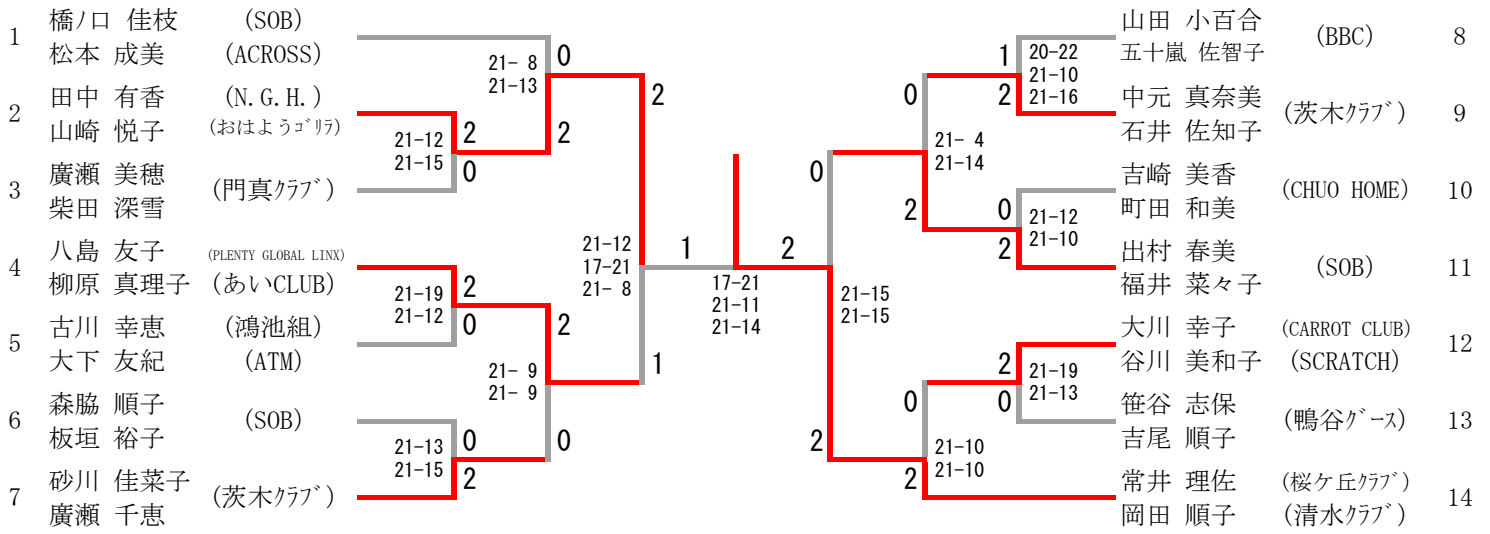 1 橋ノ口 佳枝 (SOB)
松本 成美 (ACROSS)
2 田中 有香 (N.G.H.)
山崎 悦子 (おはようｺﾞﾘﾗ)
3 廣瀬 美穂 (門真ｸﾗﾌﾞ)
柴田 深雪
4 八島 友子 (PLENTY GLOBAL LINX)
柳原 真理子 (あいCLUB)
5 古川 幸恵 (鴻池組)
大下 友紀 (ATM)
6 森脇 順子 (SOB)
板垣 裕子
7 砂川 佳菜子 (茨木ｸﾗﾌﾞ)
廣瀬 千恵
21-12
21-15
2
0
21-19
21-12
2
0
21-13
21-15
0
2
21- 8
21-13
0
2
21- 9
21- 9
2
0
21-12
17-21
21- 8
2
1
1
2
17-21
21-11
21-14
0
2
21-15
21-15
0
2
21- 4
21-14
0
2
21-10
21-10
1
2
20-22
21-10
21-16
0
2
21-12
21-10
2
0
21-19
21-13
山田 小百合 (BBC) 8
五十嵐 佐智子
中元 真奈美 (茨木ｸﾗﾌﾞ) 9
石井 佐知子
吉崎 美香 (CHUO HOME) 10
町田 和美
出村 春美 (SOB) 11
福井 菜々子
大川 幸子 (CARROT CLUB) 12
谷川 美和子 (SCRATCH)
笹谷 志保 (鴨谷ｸﾞｰｽ) 13
吉尾 順子
常井 理佐 (桜ケ丘ｸﾗﾌﾞ) 14
岡田 順子 (清水ｸﾗﾌﾞ)